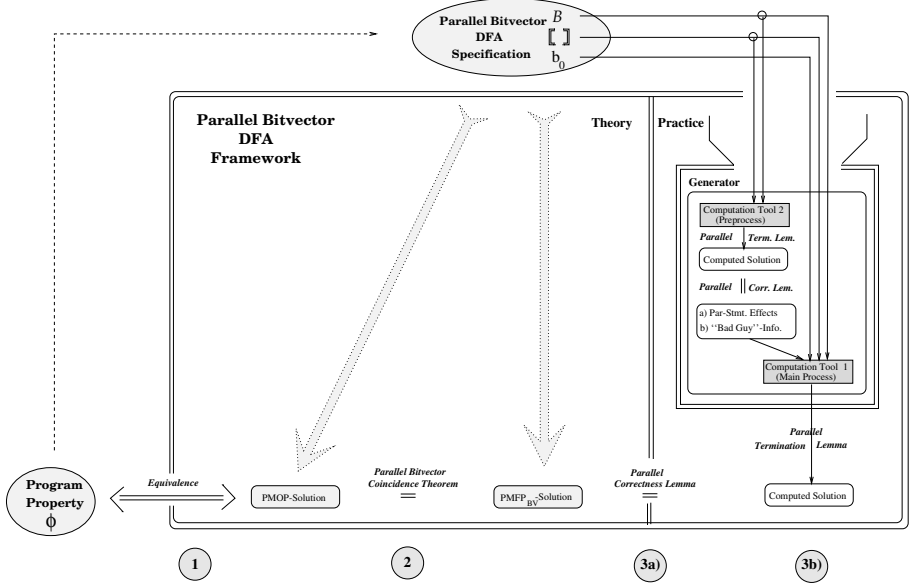 Parallel Bitvector
DFA
Specification
B
⟦ ⟧
b0
Parallel Bitvector
DFA
Framework
Theory
Practice
Generator
Computation Tool 2
(Preprocess)
Parallel Term. Lem.
Computed Solution
Parallel Corr. Lem.
a) Par-Stmt. Effects
b) ‘‘Bad Guy’’-Info.
Computation Tool 1
(Main Process)
Parallel
Termination Lemma
Computed Solution
Program
Property
ϕ
Equivalence
PMOP-Solution
Parallel Bitvector
Coincidence Theorem
=
PMFPBV-Solution
Parallel
Correctness Lemma
=
1
2
3a)
3b)